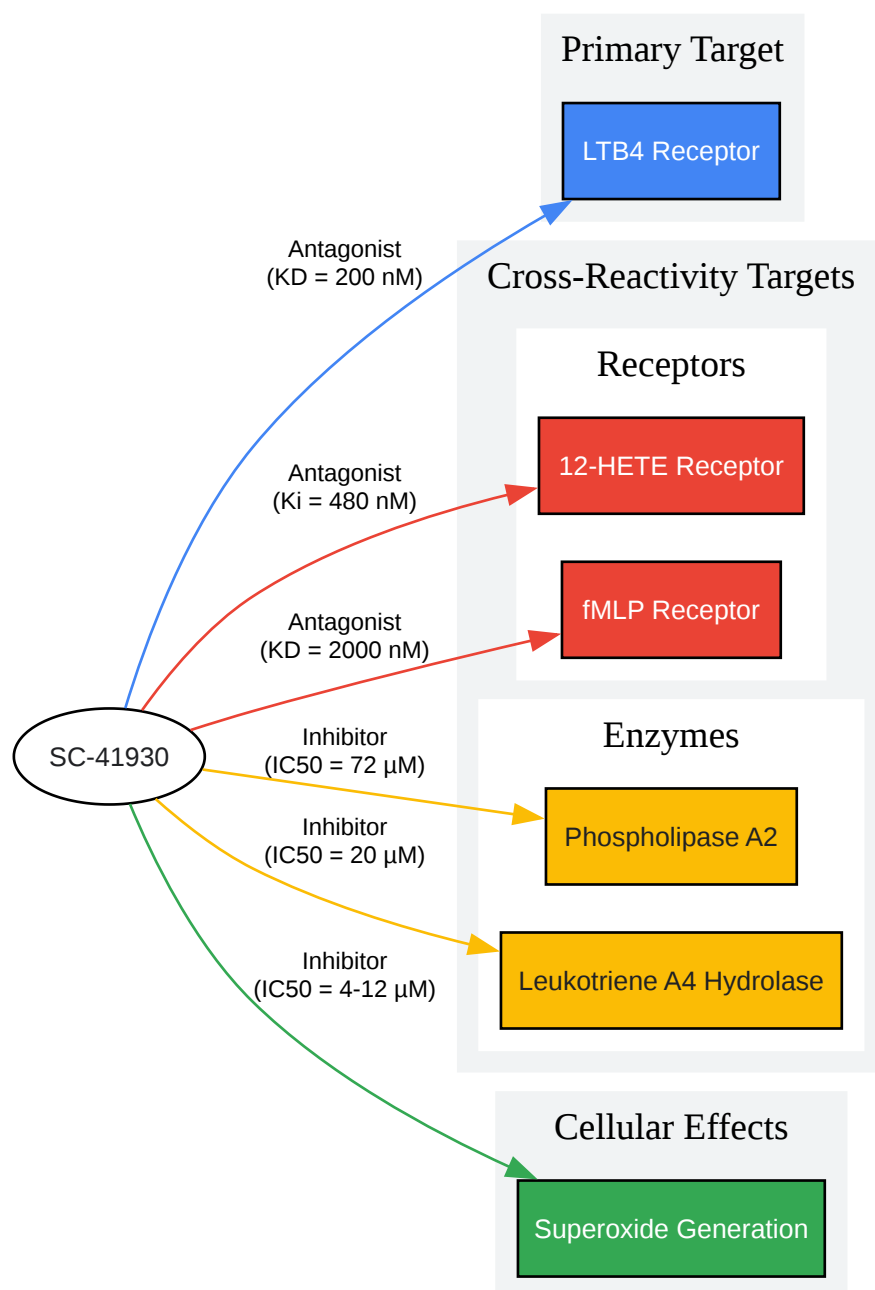 Primary Target
LTB4 Receptor
Antagonist
(KD = 200 nM)
Cross-Reactivity Targets
Receptors
12-HETE Receptor
Antagonist
(Ki = 480 nM)
fMLP Receptor
Antagonist
(KD = 2000 nM)
SC-41930
Enzymes
Inhibitor
(IC50 = 72 µM)
Phospholipase A2
Inhibitor
(IC50 = 20 µM)
Leukotriene A4 Hydrolase
Inhibitor
(IC50 = 4-12 µM)
Cellular Effects
Superoxide Generation